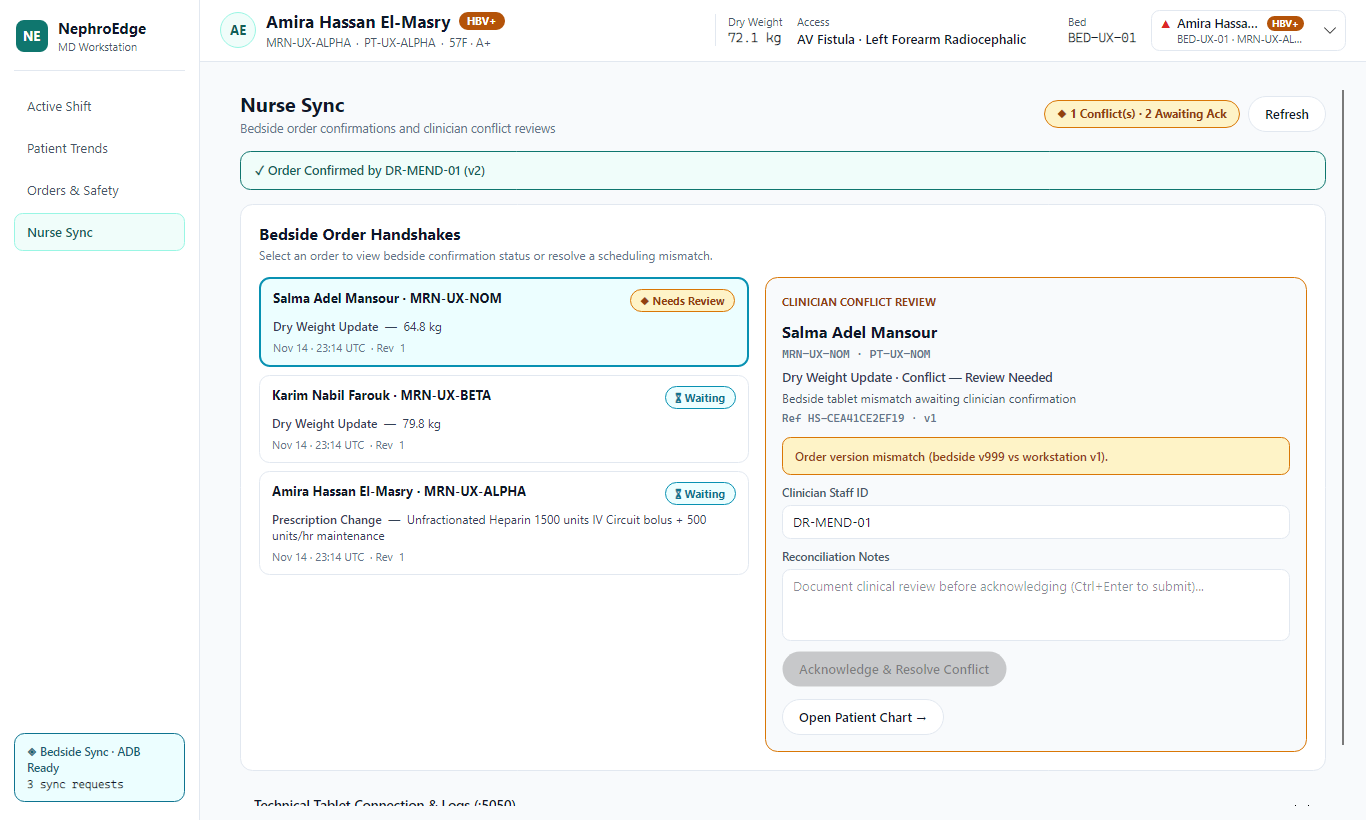 NE
NephroEdge
MD Workstation
Active Shift
Patient Trends
Orders & Safety
Nurse Sync
◈ Bedside Sync · ADB
Ready
3 sync requests
AE
Amira Hassan El-Masry
HBV+
MRN-UX-ALPHA · PT-UX-ALPHA · 57F · A+
Dry Weight
72.1 kg
Access
AV Fistula · Left Forearm Radiocephalic
Bed
BED-UX-01
▲ Amira Hassa... HBV+
BED-UX-01 · MRN-UX-AL...
Nurse Sync
Bedside order confirmations and clinician conflict reviews
◆ 1 Conflict(s) · 2 Awaiting Ack
Refresh
✓ Order Confirmed by DR-MEND-01 (v2)
Bedside Order Handshakes
Select an order to view bedside confirmation status or resolve a scheduling mismatch.
Salma Adel Mansour · MRN-UX-NOM
◆ Needs Review
Dry Weight Update — 64.8 kg
Nov 14 · 23:14 UTC · Rev 1
Karim Nabil Farouk · MRN-UX-BETA
⧗ Waiting
Dry Weight Update — 79.8 kg
Nov 14 · 23:14 UTC · Rev 1
Amira Hassan El-Masry · MRN-UX-ALPHA
⧗ Waiting
Prescription Change — Unfractionated Heparin 1500 units IV Circuit bolus + 500
units/hr maintenance
Nov 14 · 23:14 UTC · Rev 1
CLINICIAN CONFLICT REVIEW
Salma Adel Mansour
MRN-UX-NOM · PT-UX-NOM
Dry Weight Update · Conflict — Review Needed
Bedside tablet mismatch awaiting clinician confirmation
Ref HS-CEA41CE2EF19 · v1
Order version mismatch (bedside v999 vs workstation v1).
Clinician Staff ID
DR-MEND-01
Reconciliation Notes
Document clinical review before acknowledging (Ctrl+Enter to submit)...
Acknowledge & Resolve Conflict
Open Patient Chart →
Technical Tablet Connection & Logs (:5050)